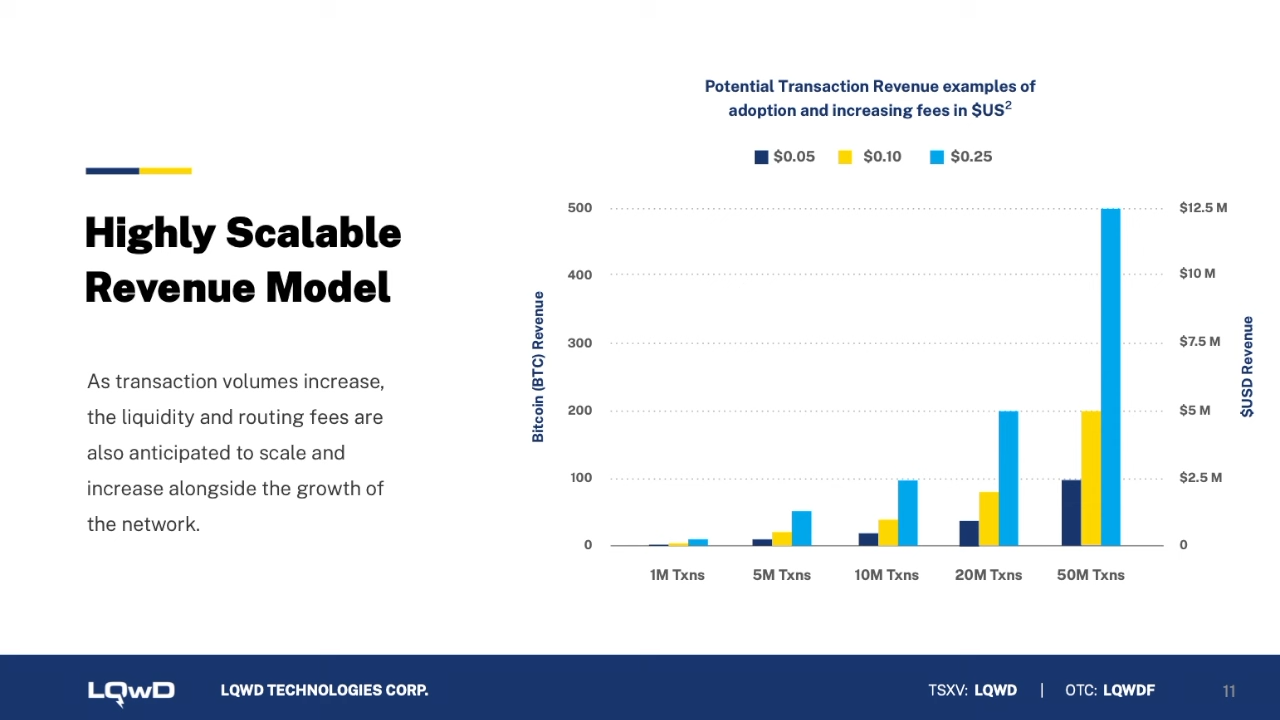 Potential Transaction Revenue examples of
adoption and increasing fees in $US²
$0.05 $0.10 $0.25
Highly Scalable
Revenue Model
As transaction volumes increase,
the liquidity and routing fees are
also anticipated to scale and
increase alongside the growth of
the network.
Bitcoin (BTC) Revenue
500
400
300
200
100
0
$12.5 M
$10 M
$7.5 M
$5 M
$2.5 M
0
$USD Revenue
1M Txns 5M Txns 10M Txns 20M Txns 50M Txns
LQwD LQWD TECHNOLOGIES CORP. TSXV: LQWD | OTC: LQWDF 11